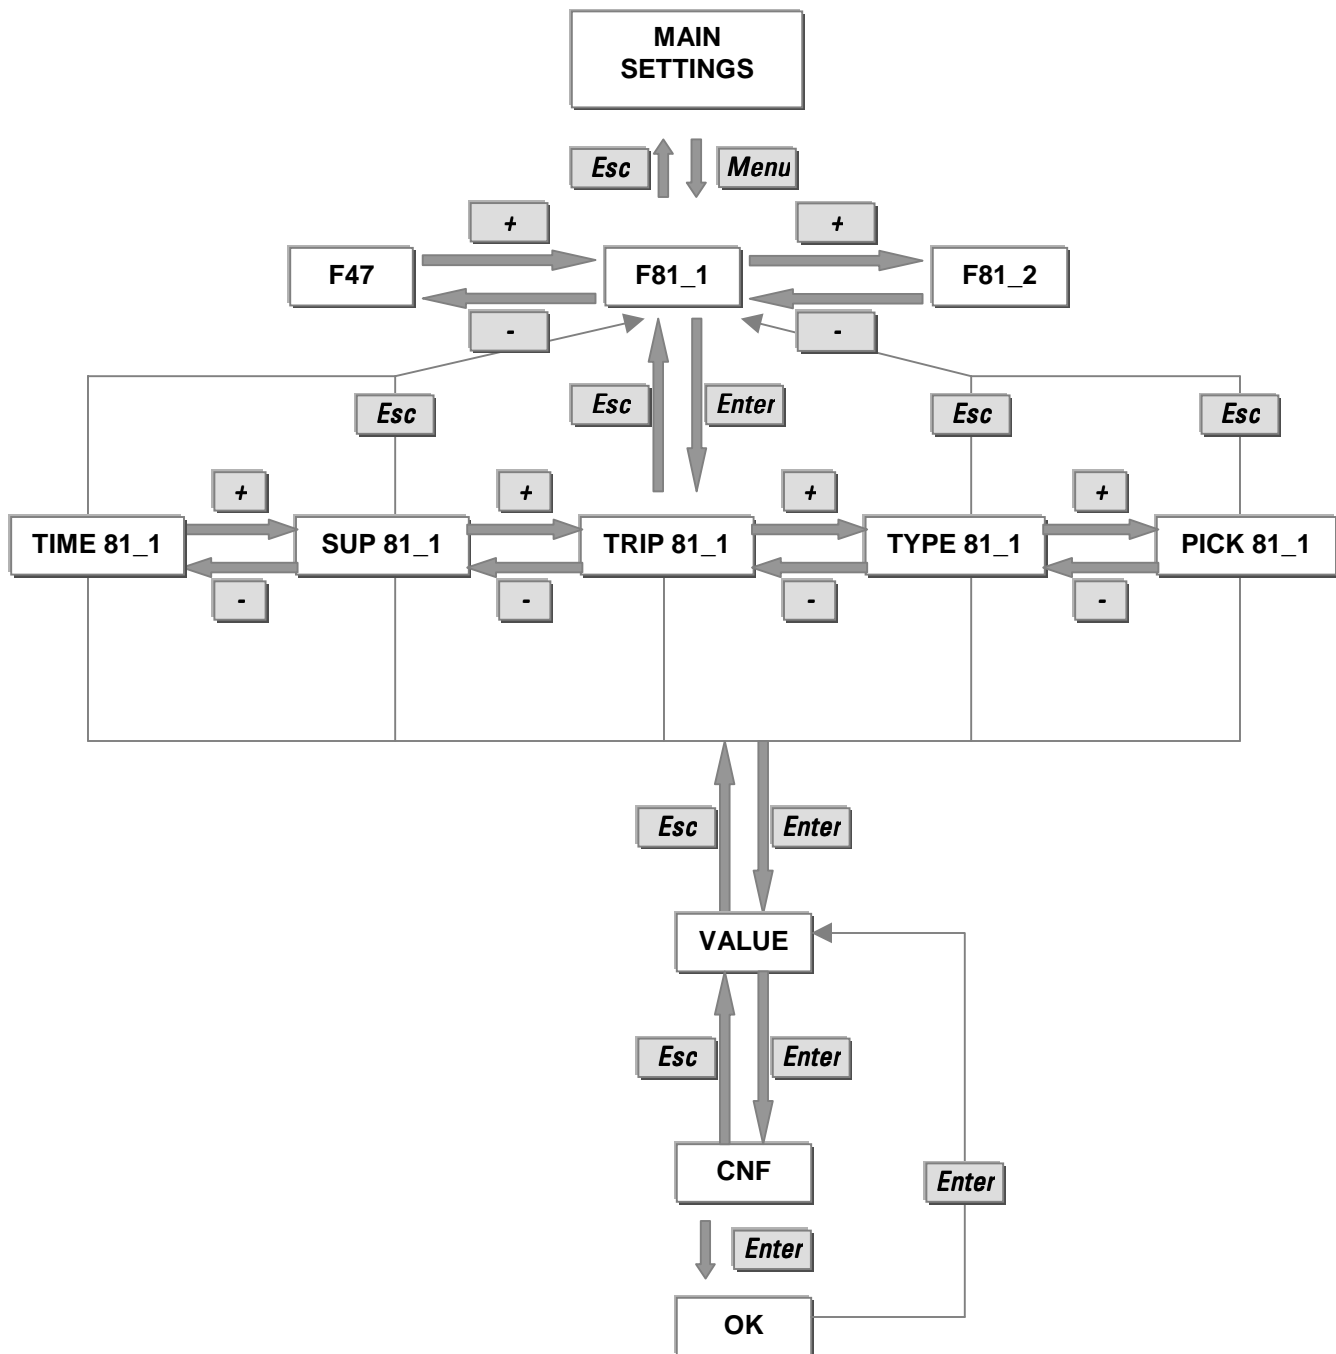 MAIN
SETTINGS
Esc
Menu
+
+
F47
F81_1
F81_2
-
-
Esc
Esc
Enter
Esc
Esc
+
+
+
+
TIME 81_1
SUP 81_1
TRIP 81_1
TYPE 81_1
PICK 81_1
-
-
-
-
Esc
Enter
VALUE
Esc
Enter
CNF
Enter
Enter
OK